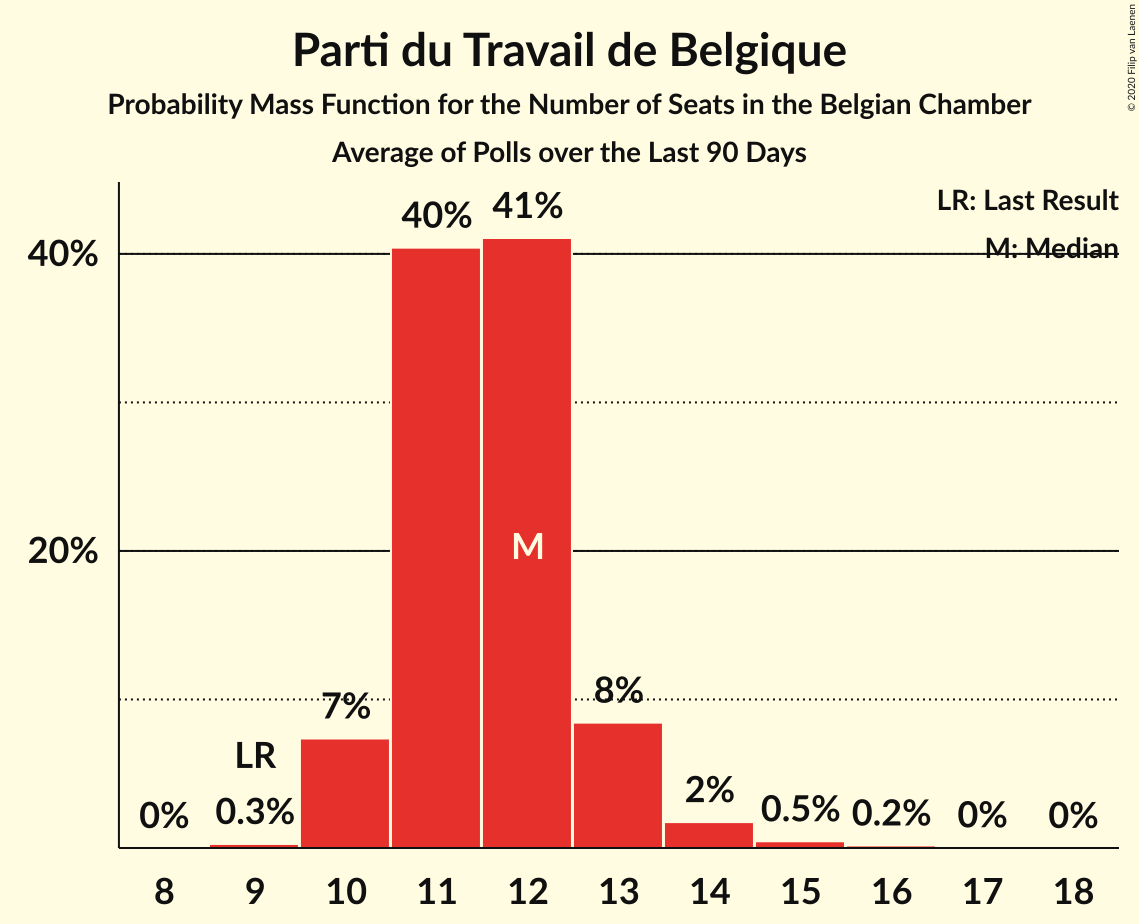 Parti du Travail de Belgique
Probability Mass Function for the Number of Seats in the Belgian Chamber
Average of Polls over the Last 90 Days
© 2020 Filip van Laenen
LR: Last Result
M: Median
40%
20%
0%
LR
0.3%
7%
40%
41%
M
8%
2%
0.5%
0.2%
0%
0%
8 9 10 11 12 13 14 15 16 17 18